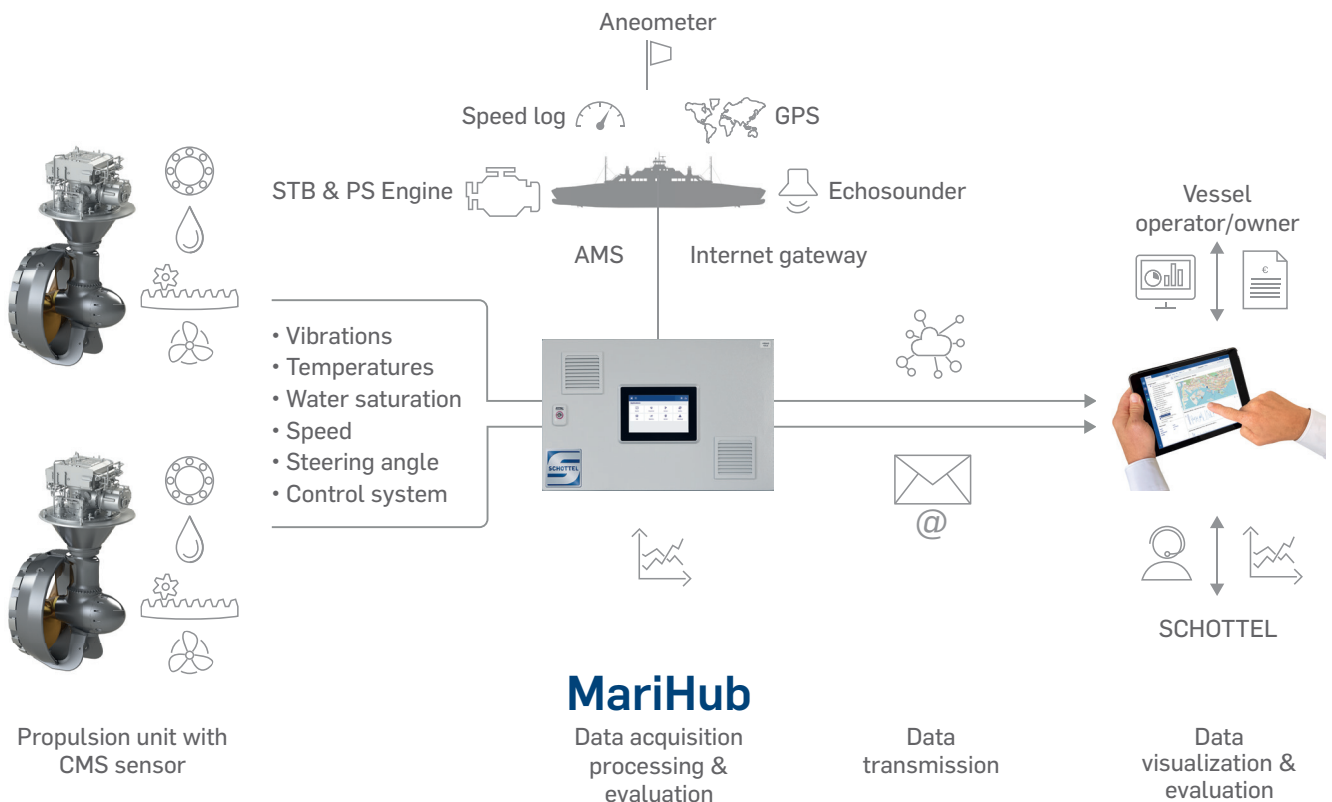 Aneometer
Speed log
GPS
STB & PS Engine
Echosounder
AMS
Internet gateway
Vessel
operator/owner
€
• Vibrations
• Temperatures
• Water saturation
• Speed
• Steering angle
• Control system
SCHOTTEL
@
SCHOTTEL
MariHub
Propulsion unit with
CMS sensor
Data acquisition
processing &
evaluation
Data
transmission
Data
visualization &
evaluation